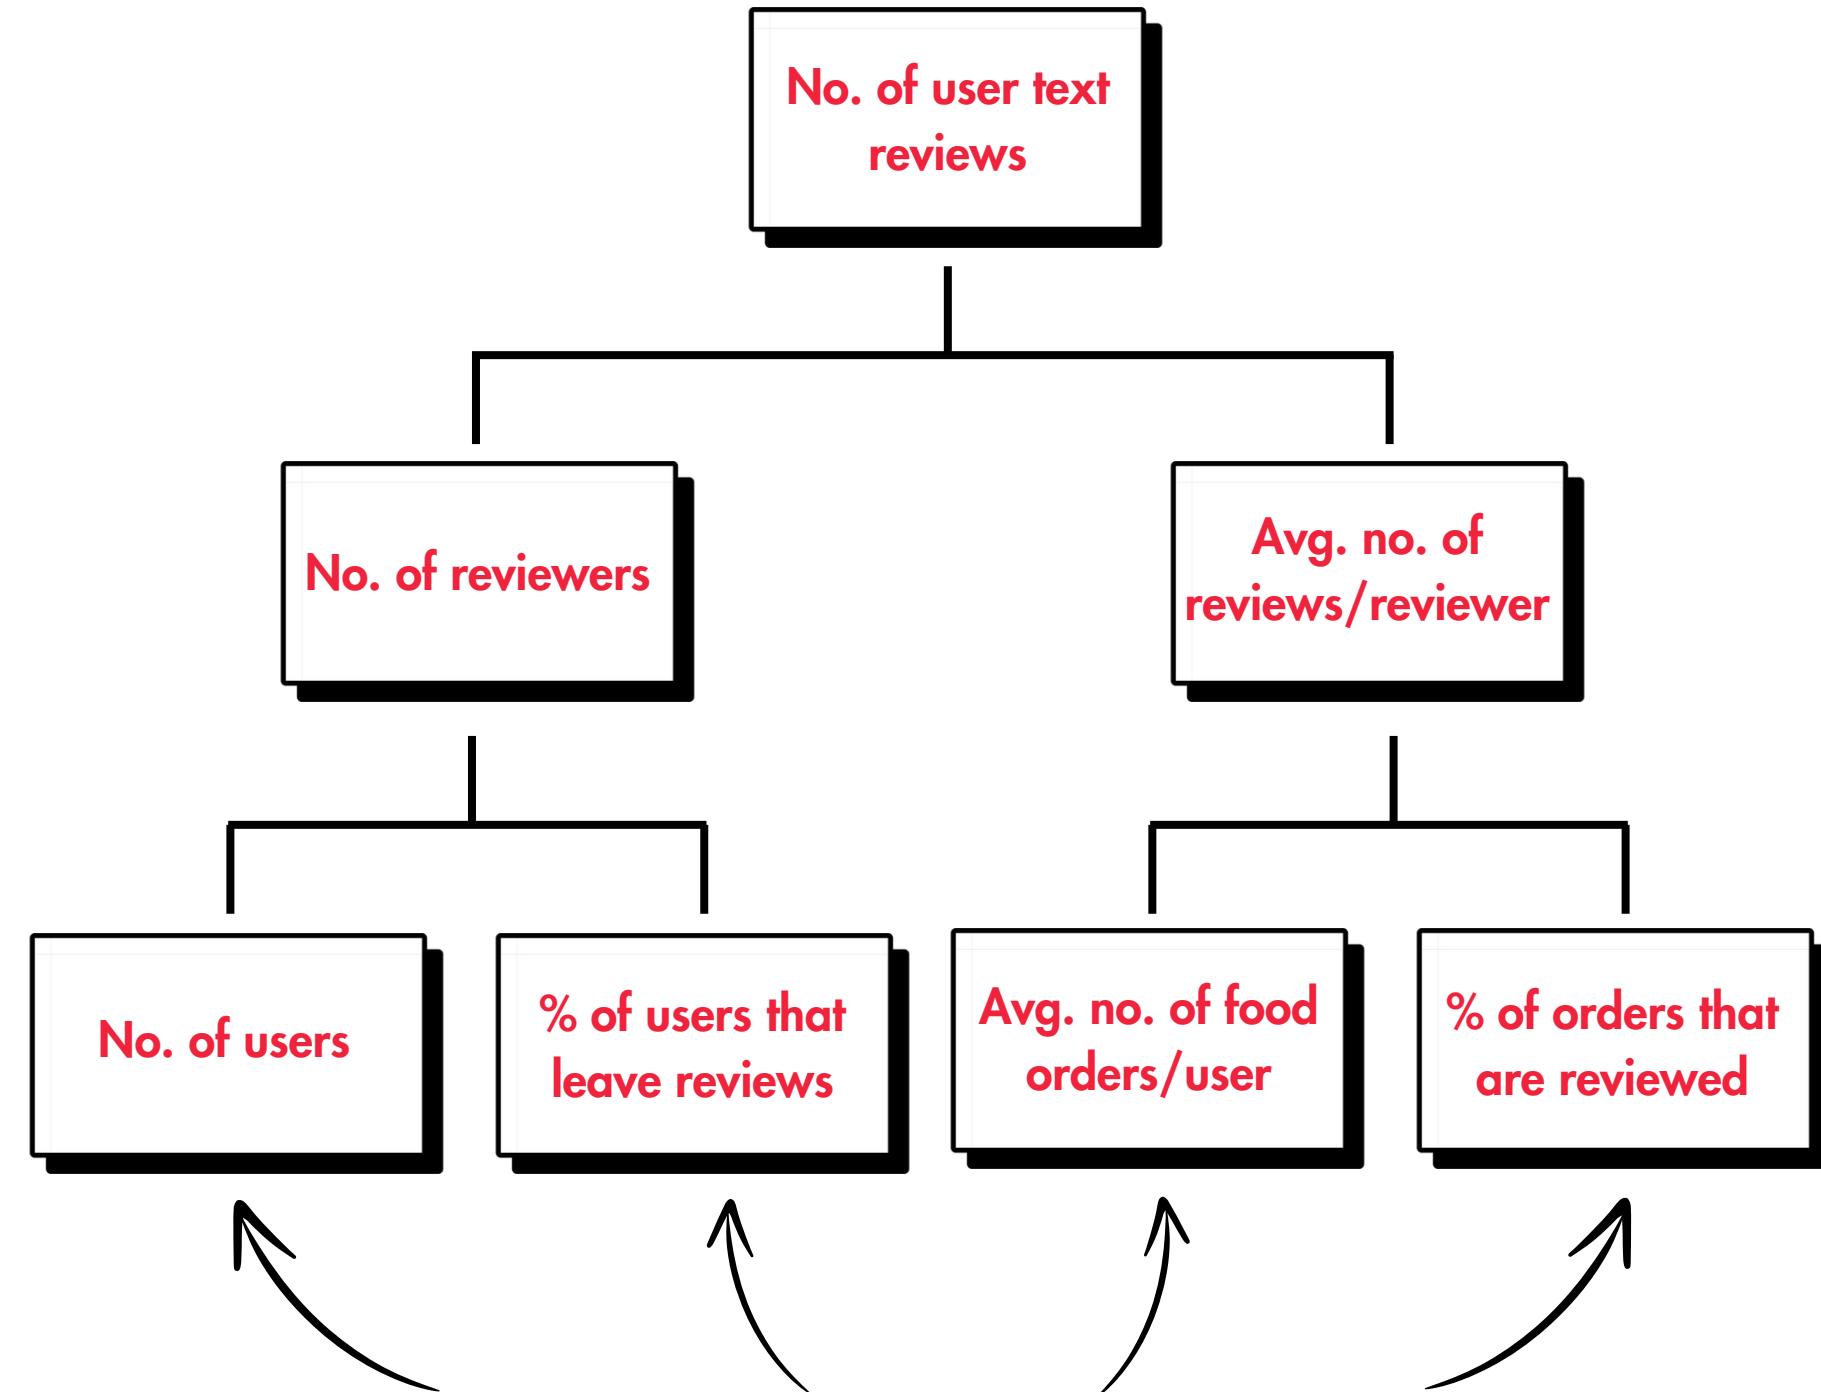 No. of user text
reviews
No. of reviewers
Avg. no. of
reviews/reviewer
No. of users
% of users that
leave reviews
Avg. no. of food
orders/user
% of orders that
are reviewed